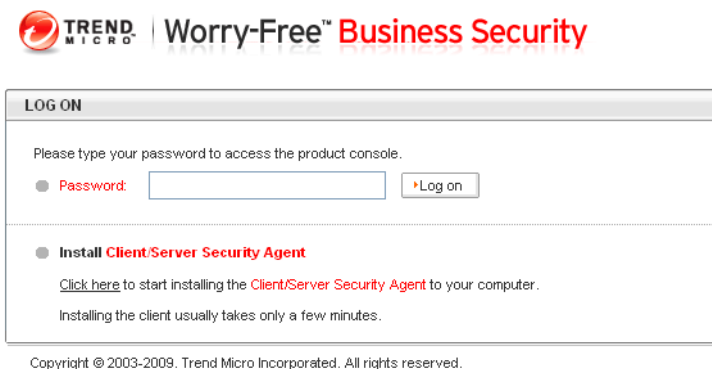 TREND MICRO Worry-Free™ Business Security
LOG ON
Please type your password to access the product console.
Password: Log on
Install Client/Server Security Agent
Click here to start installing the Client/Server Security Agent to your computer.
Installing the client usually takes only a few minutes.
Copyright © 2003-2009. Trend Micro Incorporated. All rights reserved.